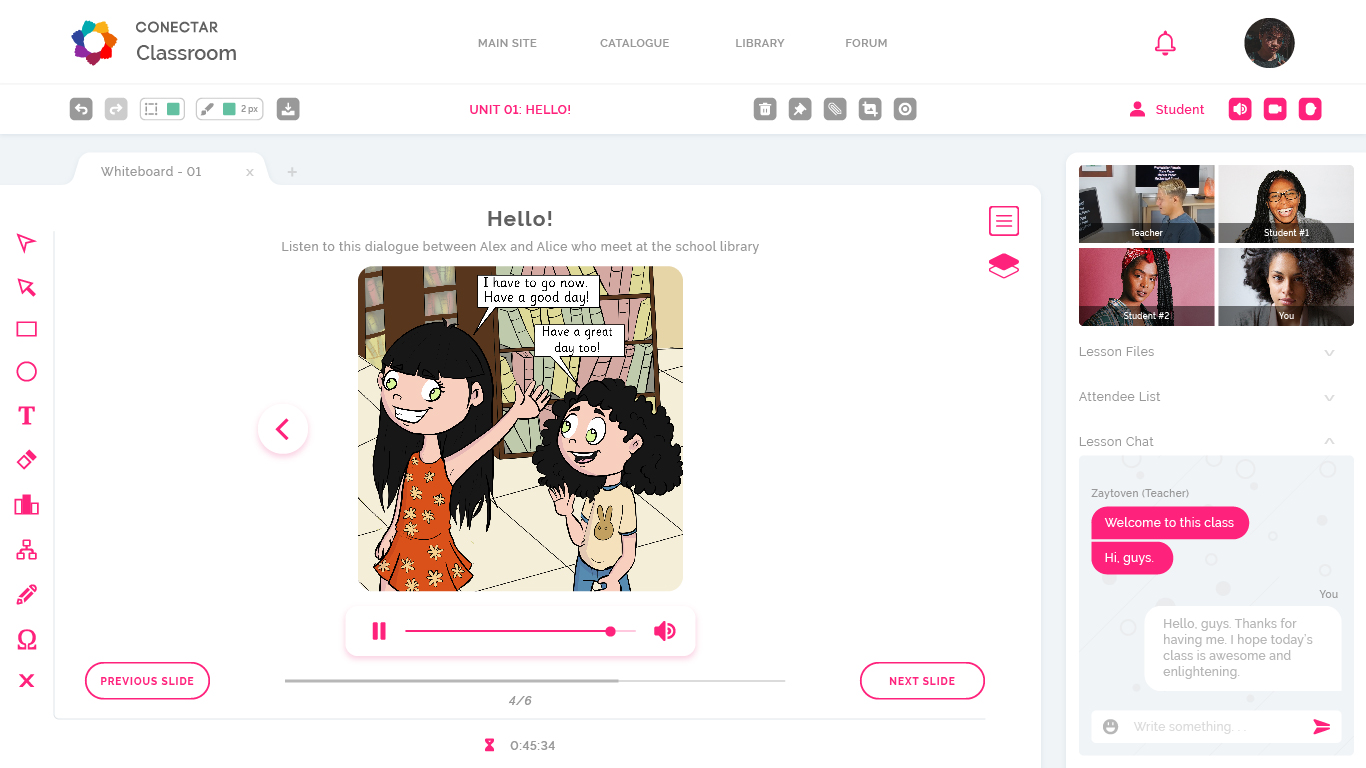 CONECTAR
Classroom
MAIN SITE
CATALOGUE
LIBRARY
FORUM
2 px
UNIT 01: HELLO!
Student
Whiteboard - 01
x
+
Hello!
Listen to this dialogue between Alex and Alice who meet at the school library
I have to go now.
Have a good day!
Have a great
day too!
T
Ω
X
PREVIOUS SLIDE
NEXT SLIDE
4/6
0:45:34
Teacher
Student #1
Student #2
You
Lesson Files
Attendee List
Lesson Chat
Zaytoven (Teacher)
Welcome to this class
Hi, guys.
You
Hello, guys. Thanks for
having me. I hope today's
class is awesome and
enlightening.
Write something. . .